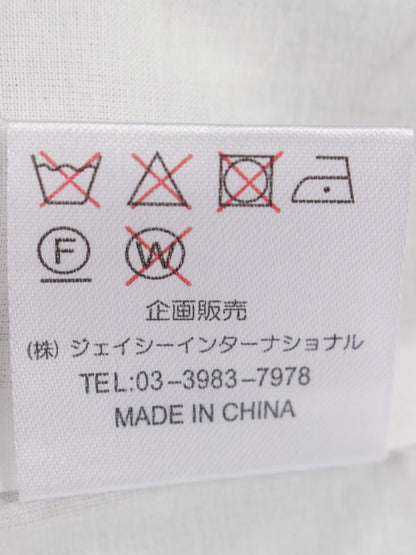 F W
企画販売
(株) ジェイシーインターナショナル
TEL:03-3983-7978
MADE IN CHINA